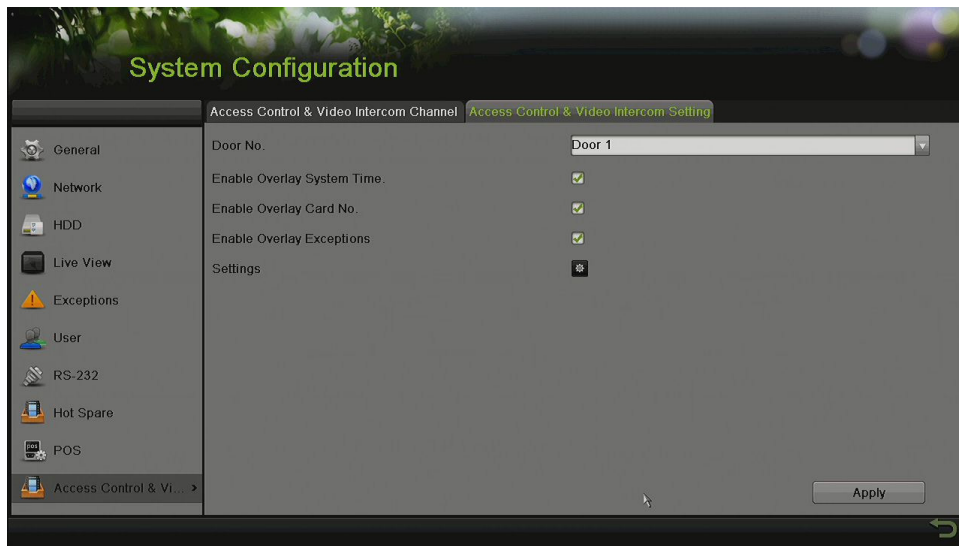 System Configuration
Access Control & Video Intercom Channel
Access Control & Video Intercom Setting
General
Network
HDD
Live View
Exceptions
User
RS-232
Hot Spare
POS
Access Control & Vi... >
Door No.
Door 1
Enable Overlay System Time.
Enable Overlay Card No.
Enable Overlay Exceptions
Settings
Apply